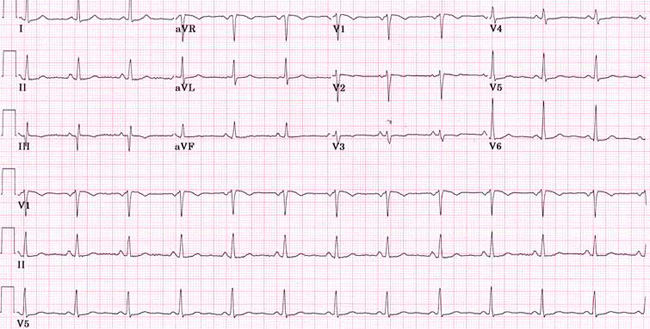 I aVR V1 V4
II aVL V2 V5
III aVF V3 V6
V1
II
V5